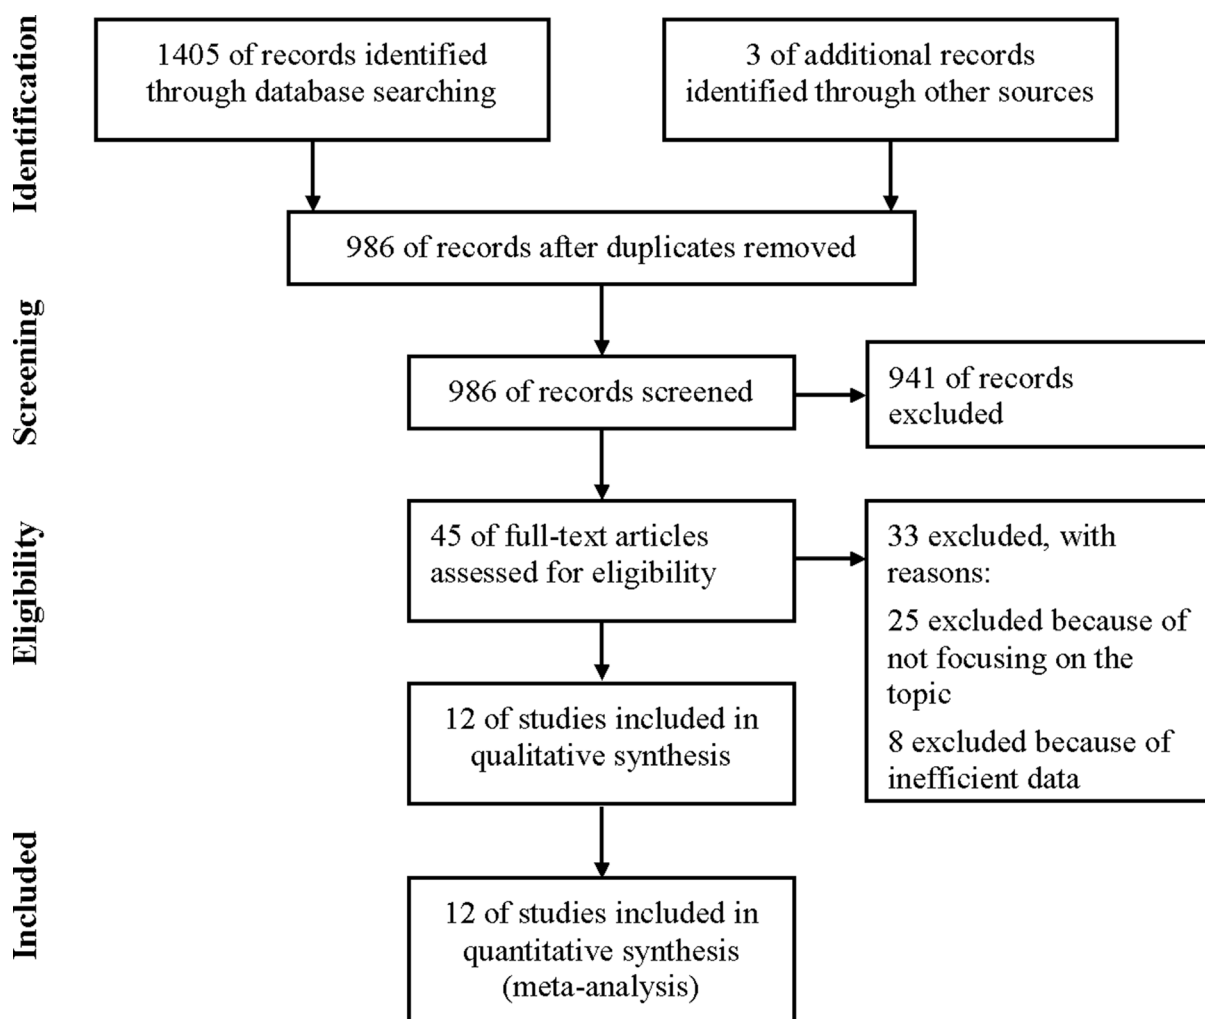 Identification
1405 of records identified
through database searching
3 of additional records
identified through other sources
986 of records after duplicates removed
Screening
986 of records screened
941 of records
excluded
Eligibility
45 of full-text articles
assessed for eligibility
33 excluded, with
reasons:
25 excluded because of
not focusing on the
topic
8 excluded because of
inefficient data
12 of studies included in
qualitative synthesis
Included
12 of studies included in
quantitative synthesis
(meta-analysis)